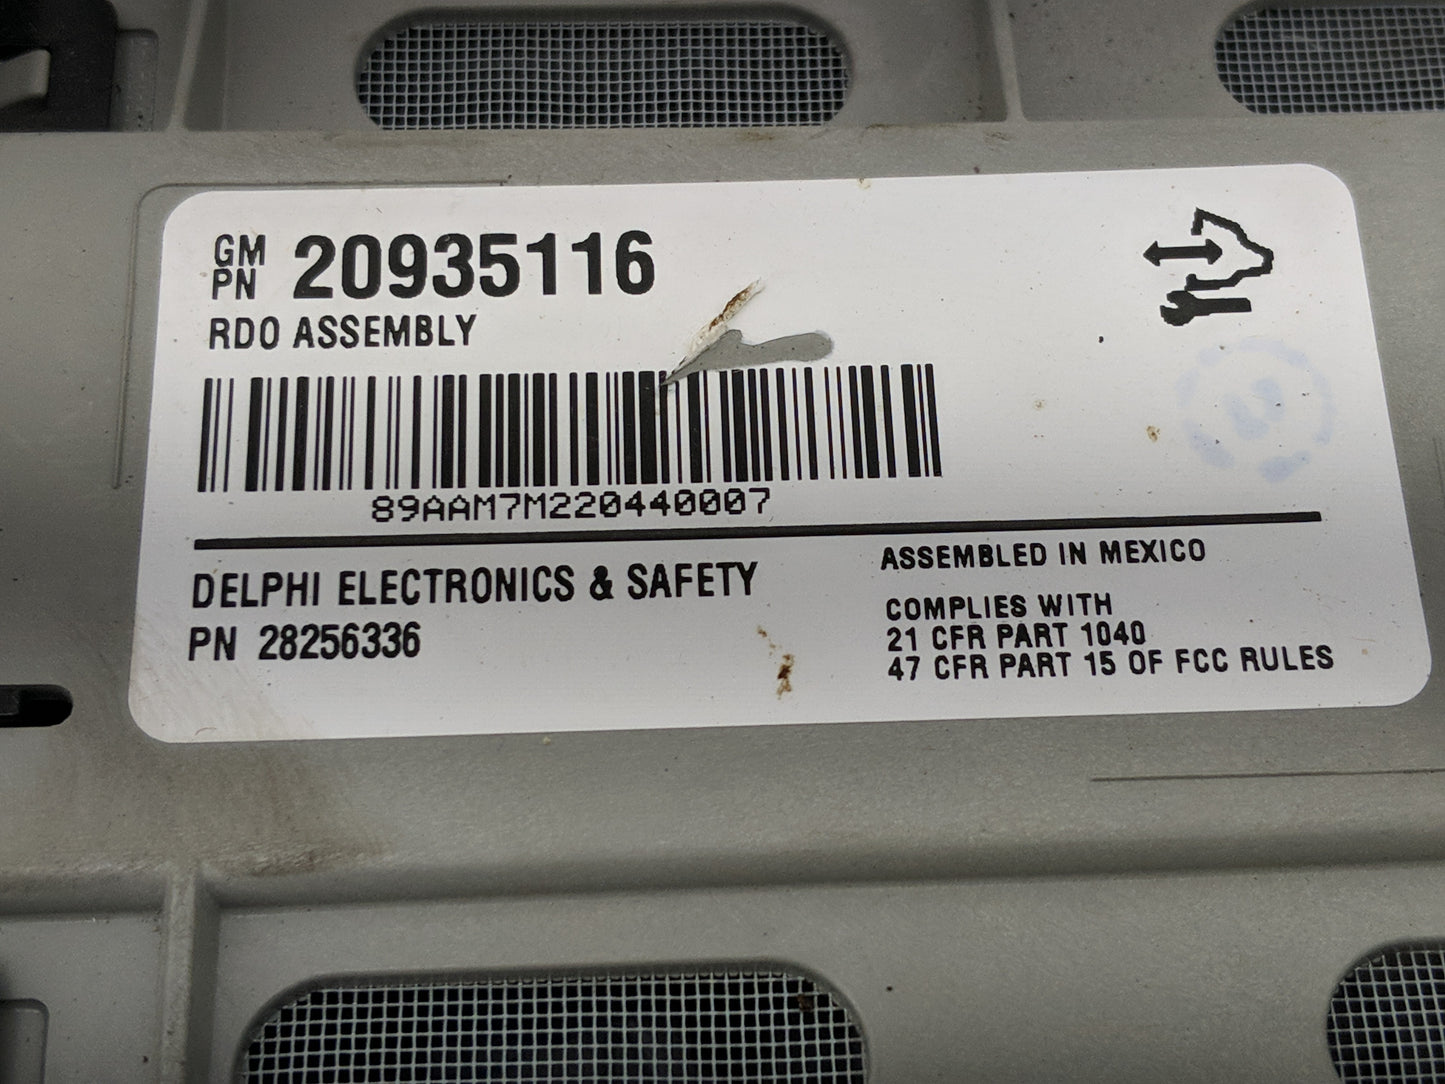 GM PN 20935116
RDO ASSEMBLY
89AAM7M220440007
DELPHI ELECTRONICS & SAFETY
PN 28256336
ASSEMBLED IN MEXICO
COMPLIES WITH
21 CFR PART 1040
47 CFR PART 15 OF FCC RULES